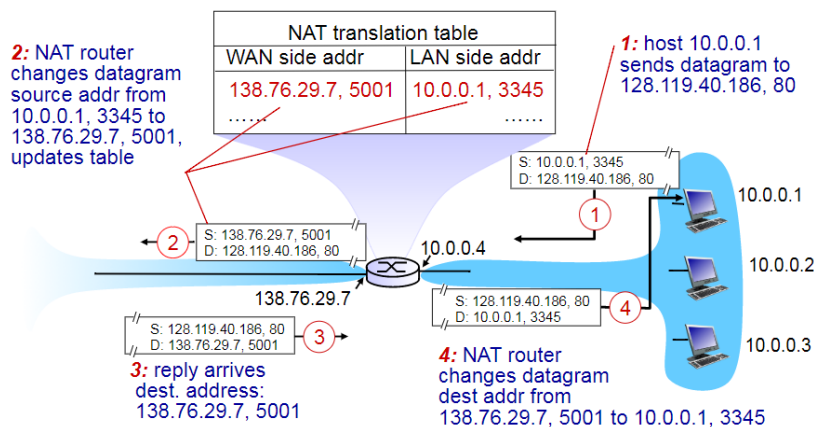 NAT translation table
WAN side addr LAN side addr
138.76.29.7, 5001 10.0.0.1, 3345
…… ……
2: NAT router
changes datagram
source addr from
10.0.0.1, 3345 to
138.76.29.7, 5001,
updates table
1: host 10.0.0.1
sends datagram to
128.119.40.186, 80
S: 10.0.0.1, 3345
D: 128.119.40.186, 80
1
10.0.0.1
S: 138.76.29.7, 5001
D: 128.119.40.186, 80
2
10.0.0.4
10.0.0.2
138.76.29.7
S: 128.119.40.186, 80
D: 10.0.0.1, 3345
4
S: 128.119.40.186, 80
D: 138.76.29.7, 5001
3
10.0.0.3
3: reply arrives
dest. address:
138.76.29.7, 5001
4: NAT router
changes datagram
dest addr from
138.76.29.7, 5001 to 10.0.0.1, 3345